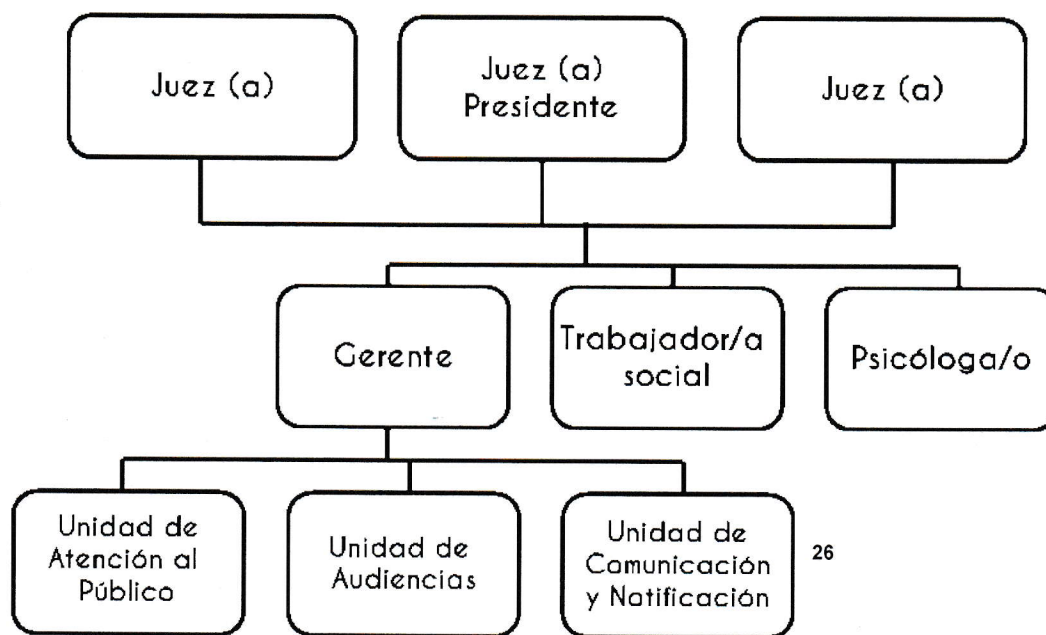 Juez (a)
Juez (a)
Presidente
Juez (a)
Gerente
Trabajador/a
social
Psicóloga/o
Unidad de
Atención al
Público
Unidad de
Audiencias
Unidad de
Comunicación
y Notificación
26